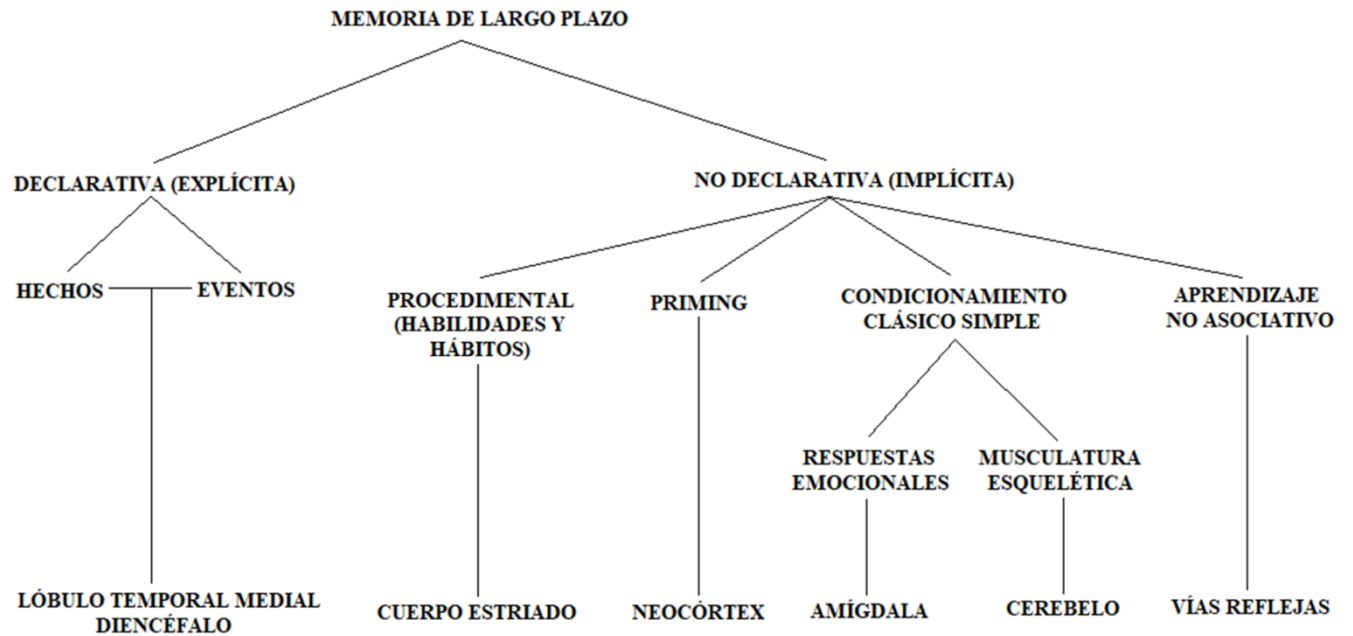 MEMORIA DE LARGO PLAZO
DECLARATIVA (EXPLÍCITA)
NO DECLARATIVA (IMPLÍCITA)
HECHOS
EVENTOS
PROCEDIMENTAL
(HABILIDADES Y
HÁBITOS)
PRIMING
CONDICIONAMIENTO
CLÁSICO SIMPLE
APRENDIZAJE
NO ASOCIATIVO
RESPUESTAS
EMOCIONALES
MUSCULATURA
ESQUELÉTICA
LÓBULO TEMPORAL MEDIAL
DIENCÉFALO
CUERPO ESTRIADO
NEOCÓRTEX
AMÍGDALA
CEREBELO
VÍAS REFLEJAS